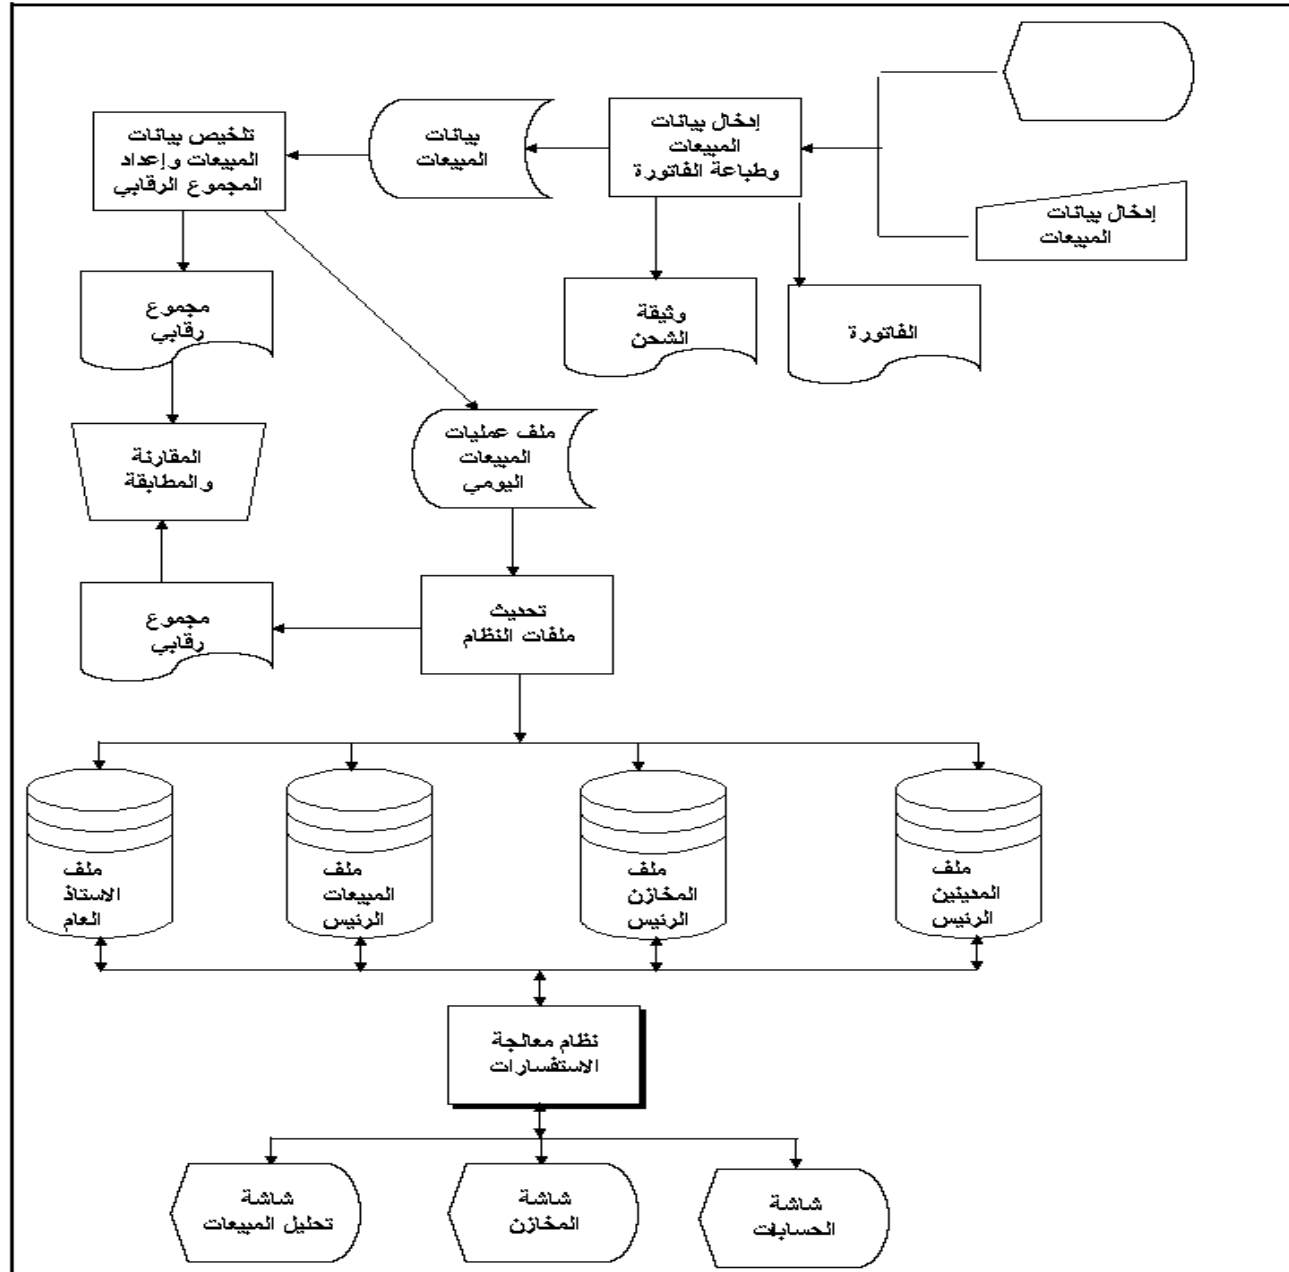 إدخال بيانات
المبيعات
وطباعة الفاتورة
بيانات
المبيعات
تلخيص بيانات
المبيعات وإعداد
المجموع الرقابي
إدخال بيانات
المبيعات
مجموع
رقابي
وثيقة
الشحن
الفاتورة
ملف عمليات
المبيعات
اليومي
المقارنة
والمطابقة
تحديث
ملفات النظام
مجموع
رقابي
ملف
المدينين
الرئيس
ملف
المخازن
الرئيس
ملف
المبيعات
الرئيس
ملف
الاستاذ
العام
نظام معالجة
الاستفسارات
شاشة
الحسابات
شاشة
المخازن
شاشة
تحليل المبيعات